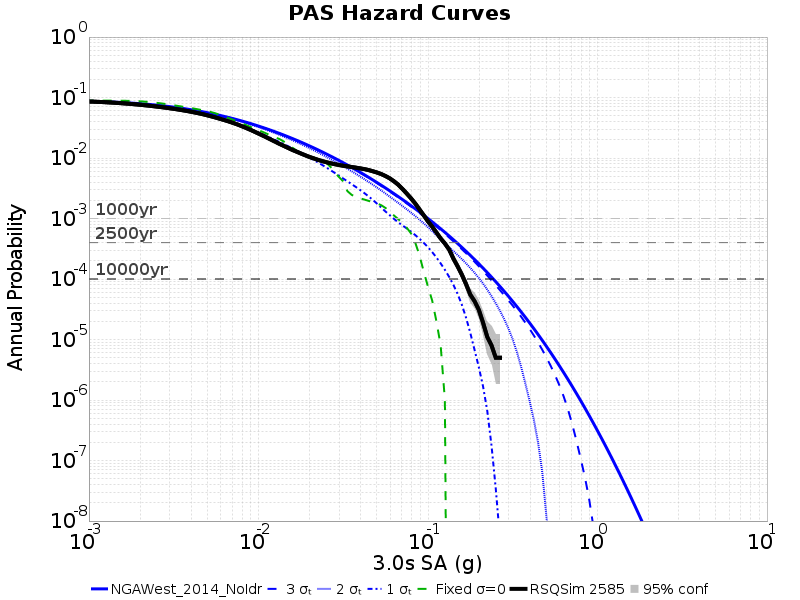 PAS Hazard Curves
Annual Probability
10^0
10^-1
10^-2
10^-3
10^-4
10^-5
10^-6
10^-7
10^-8
1000yr
2500yr
10000yr
10^-3 10^-2 10^-1 10^0 10^1
3.0s SA (g)
NGAWest_2014_NoIdr 3 σₜ 2 σₜ 1 σₜ Fixed σ=0 RSQSim 2585 95% conf